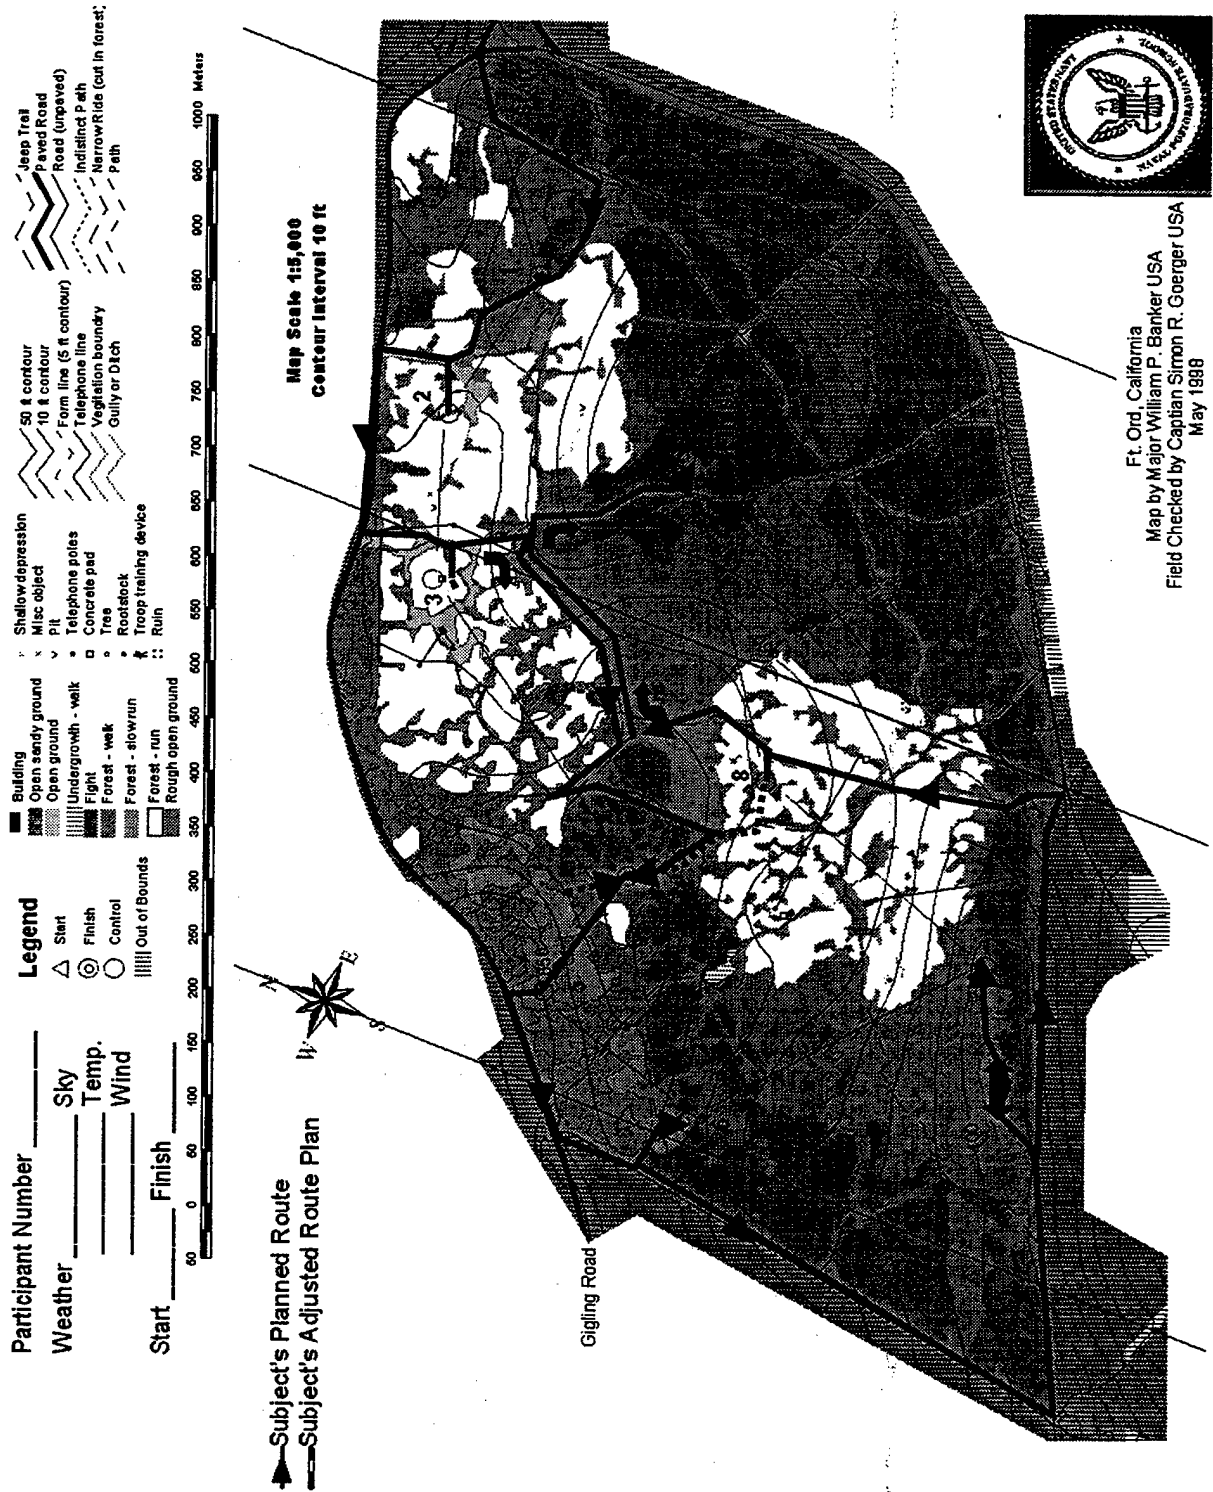 Participant Number
Weather
Sky
Temp.
Wind
Start
Finish
Legend
Start
Finish
Control
Out of Bounds
Building
Open sandy ground
Open ground
Undergrowth - walk
Fight
Forest - walk
Forest - slow run
Forest - run
Rough open ground
Shallow depression
Misc object
Pit
Telephone poles
Concrete pad
Tree
Rootstock
Troop training device
Ruin
50 ft contour
10 ft contour
Form line (5 ft contour)
Telephone line
Vegitation boundry
Gully or Ditch
Jeep Trail
Paved Road
Road (unpaved)
Indistinct Path
Narrow Ride (cut in forest)
Path
50 0 50 100 150 200 250 300 350 400 450 500 550 600 650 700 750 800 850 900 950 1000 Meters
N
E
S
W
Map Scale 1:5,000
Contour Interval 10 ft
Subject's Planned Route
Subject's Adjusted Route Plan
Gigling Road
2
3
8
Ft. Ord, California
Map by Major William P. Banker USA
Field Checked by Captian Simon R. Goerger USA
May 1998